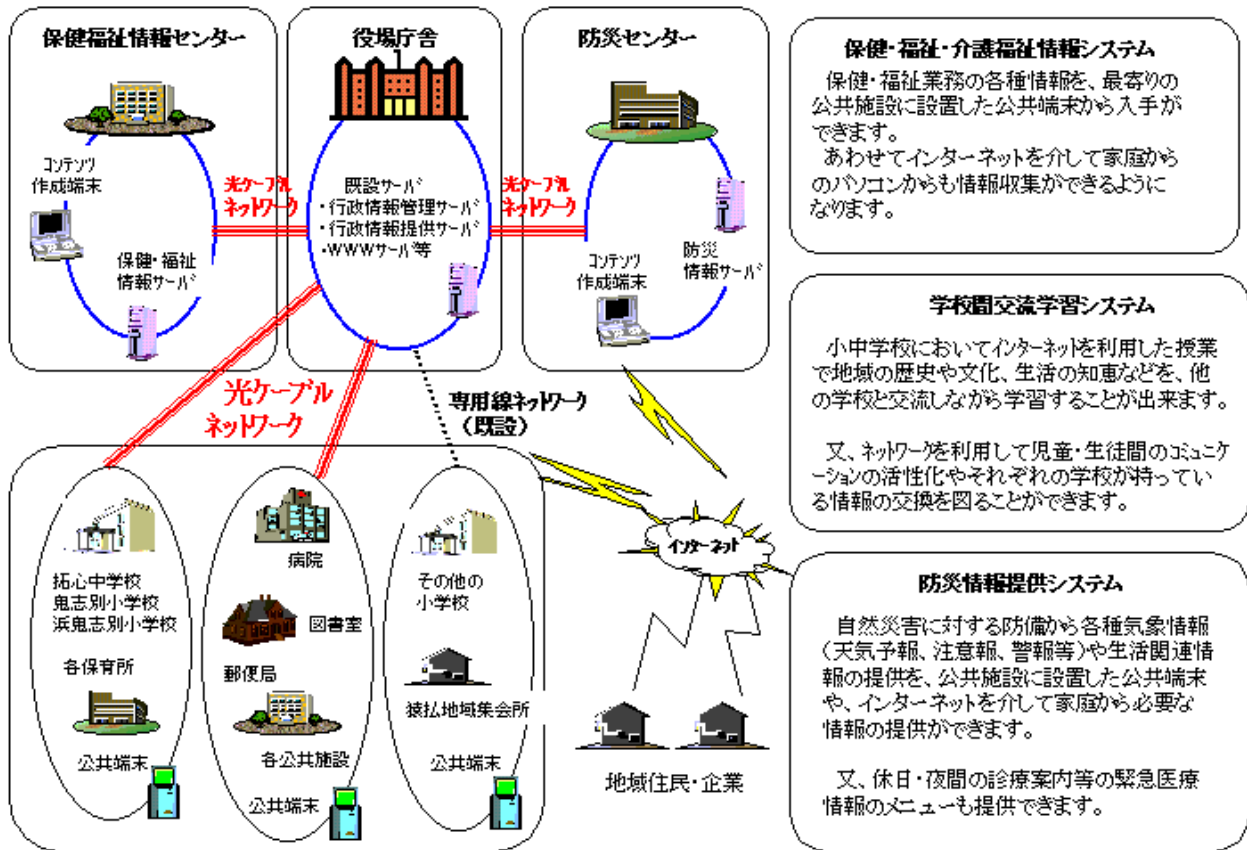 保健福祉情報センター
役場庁舎
防災センター
コンテンツ
作成端末
保健・福祉
情報サーバ
光ケーブル
ネットワーク
既設サーバ
・行政情報管理サーバ
・行政情報提供サーバ
・WWWサーバ等
光ケーブル
ネットワーク
コンテンツ
作成端末
防災
情報サーバ
光ケーブル
ネットワーク
専用線ネットワーク
(既設)
拓心中学校
鬼志別小学校
浜鬼志別小学校
各保育所
公共端末
病院
図書室
郵便局
各公共施設
公共端末
その他の
小学校
猿払地域集会所
公共端末
インターネット
地域住民・企業
保健・福祉・介護福祉情報システム
保健・福祉業務の各種情報を、最寄りの
公共施設に設置した公共端末から入手が
できます。
あわせてインターネットを介して家庭から
のパソコンからも情報収集ができるように
なります。
学校間交流学習システム
小中学校においてインターネットを利用した授業
で地域の歴史や文化、生活の知恵などを、他
の学校と交流しながら学習することが出来ます。
又、ネットワークを利用して児童・生徒間のコミュニケ
ーションの活性化やそれぞれの学校が持ってい
る情報の交換を図ることができます。
防災情報提供システム
自然災害に対する防備から各種気象情報
(天気予報、注意報、警報等)や生活関連情
報の提供を、公共施設に設置した公共端末
や、インターネットを介して家庭から必要な
情報の提供ができます。
又、休日・夜間の診療案内等の緊急医療
情報のメニューも提供できます。